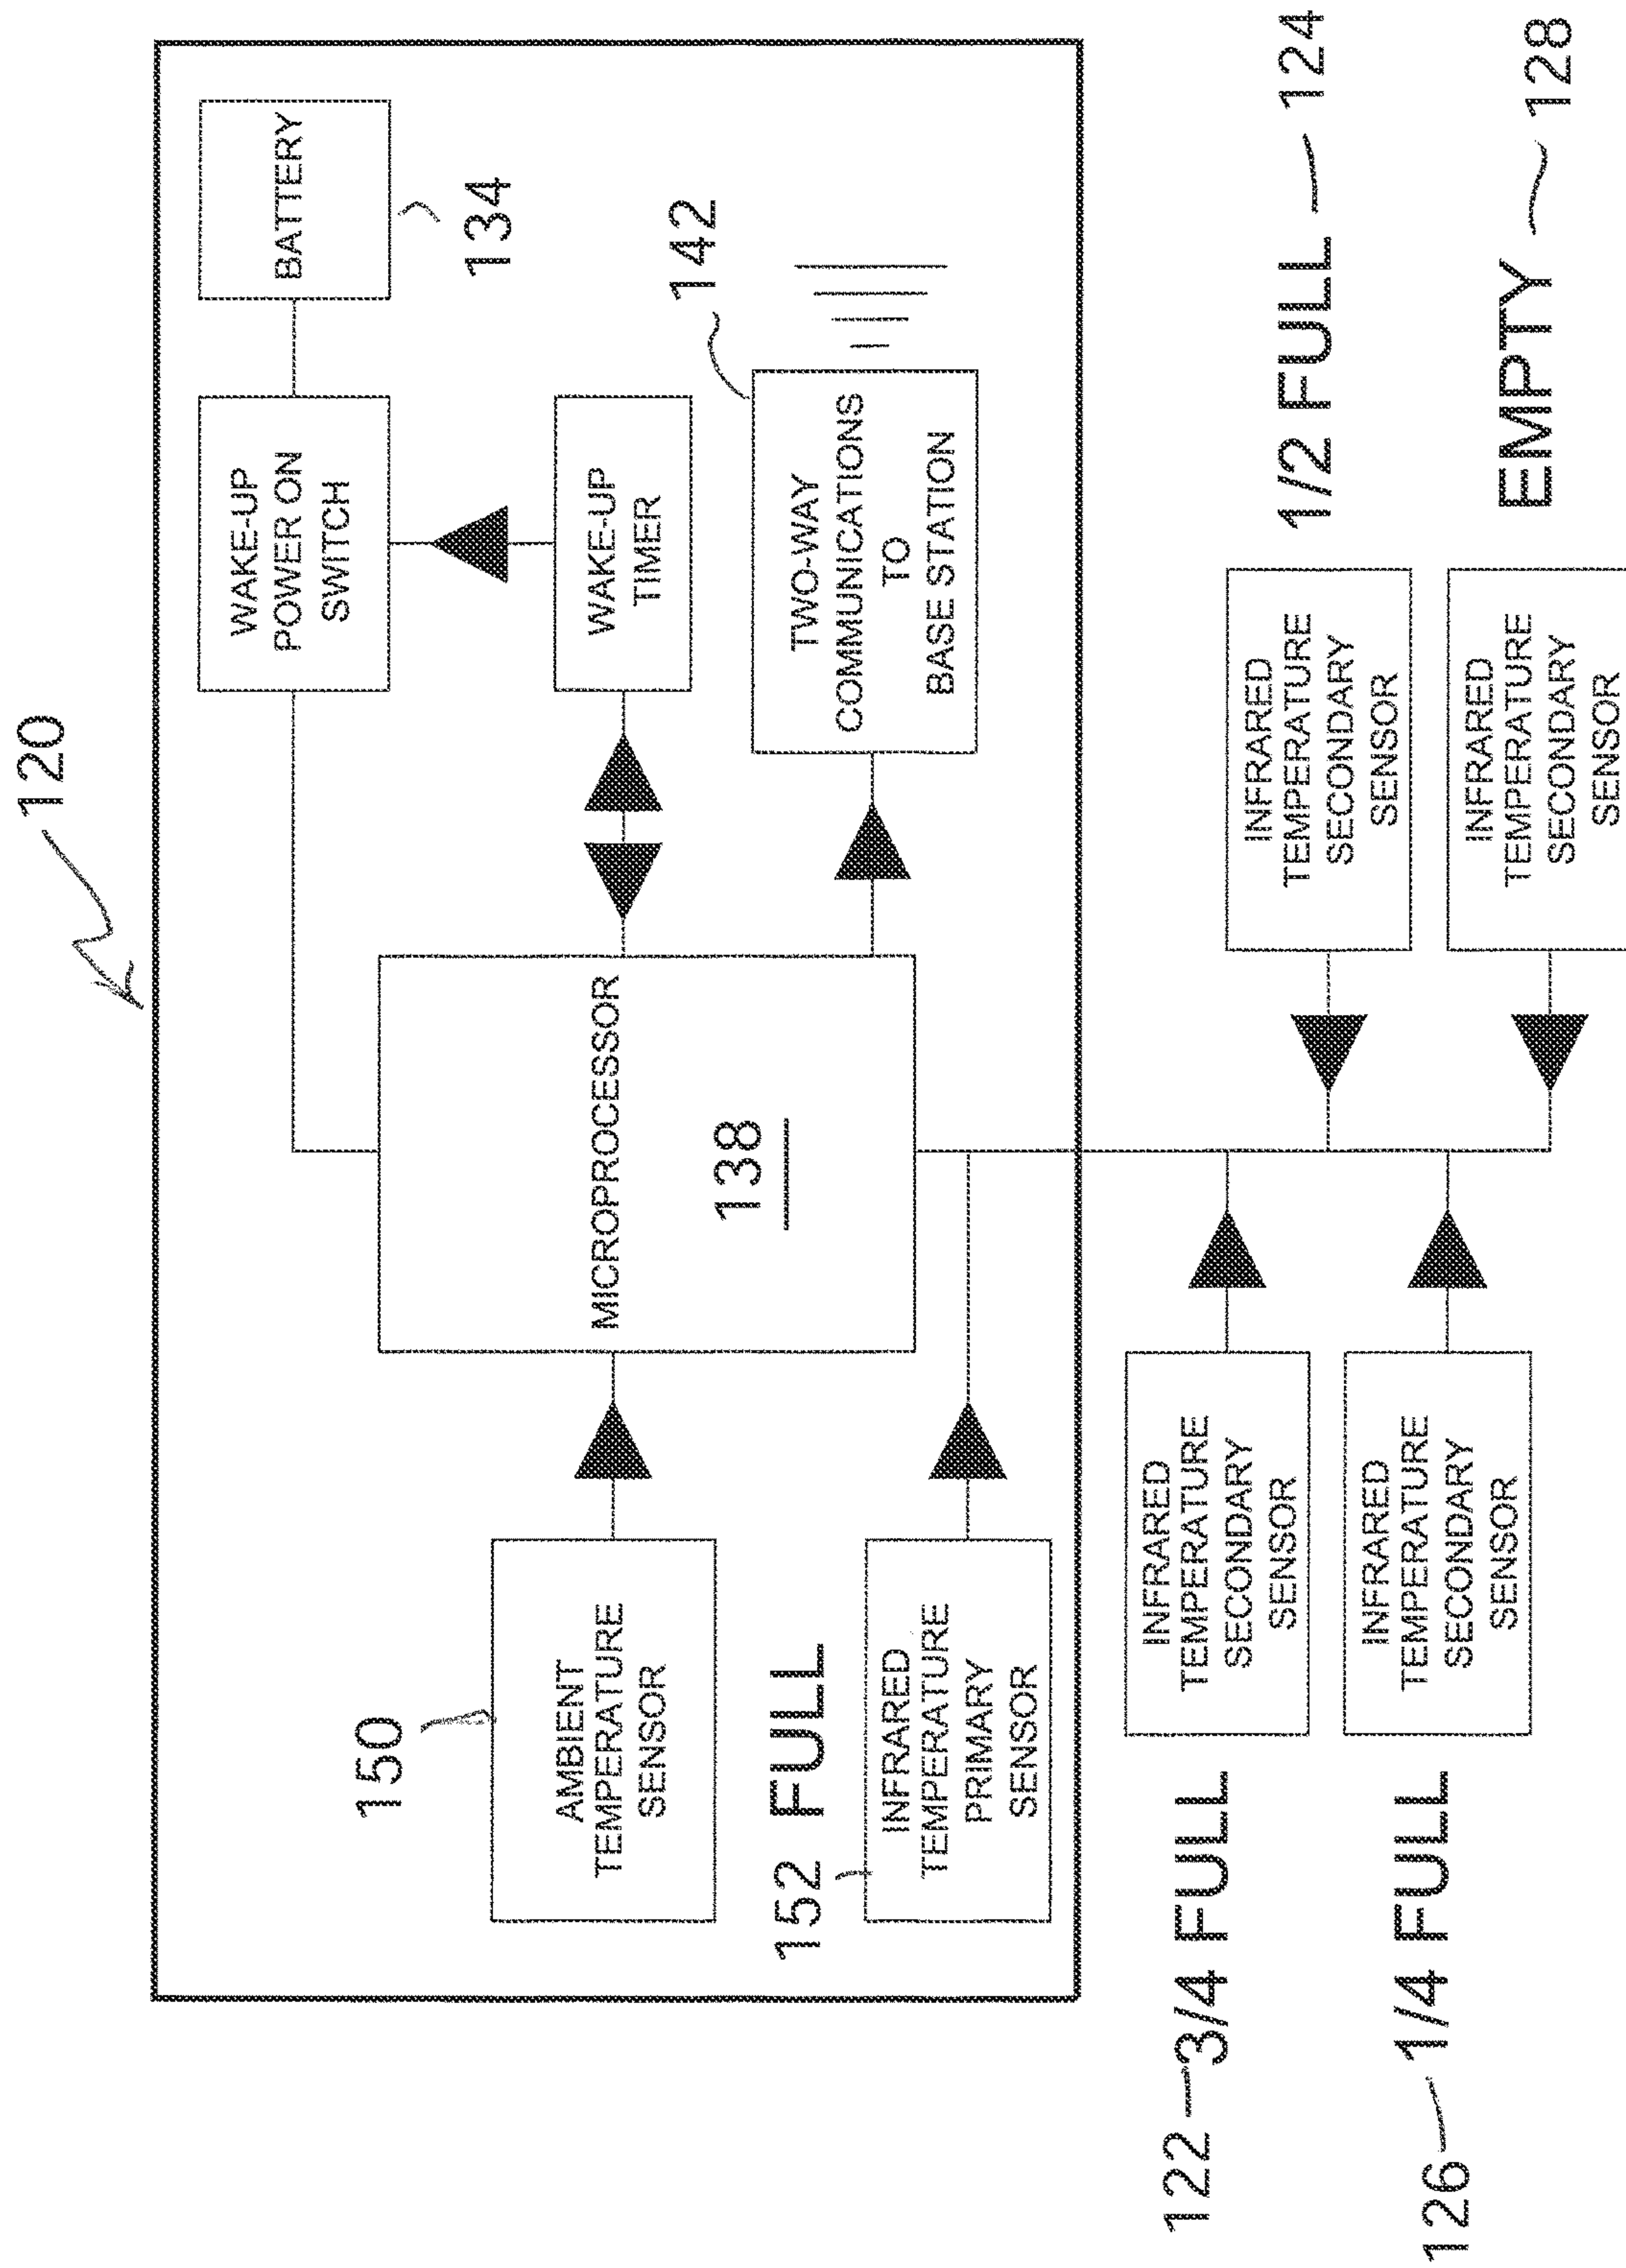 120
BATTERY
134
WAKE-UP
POWER ON
SWITCH
WAKE-UP
TIMER
142
TWO-WAY
COMMUNICATIONS
TO
BASE STATION
MICROPROCESSOR
138
150
AMBIENT
TEMPERATURE
SENSOR
152 FULL
INFRARED
TEMPERATURE
PRIMARY
SENSOR
122 3/4 FULL
INFRARED
TEMPERATURE
SECONDARY
SENSOR
INFRARED
TEMPERATURE
SECONDARY
SENSOR
1/2 FULL 124
126 1/4 FULL
INFRARED
TEMPERATURE
SECONDARY
SENSOR
INFRARED
TEMPERATURE
SECONDARY
SENSOR
EMPTY 128